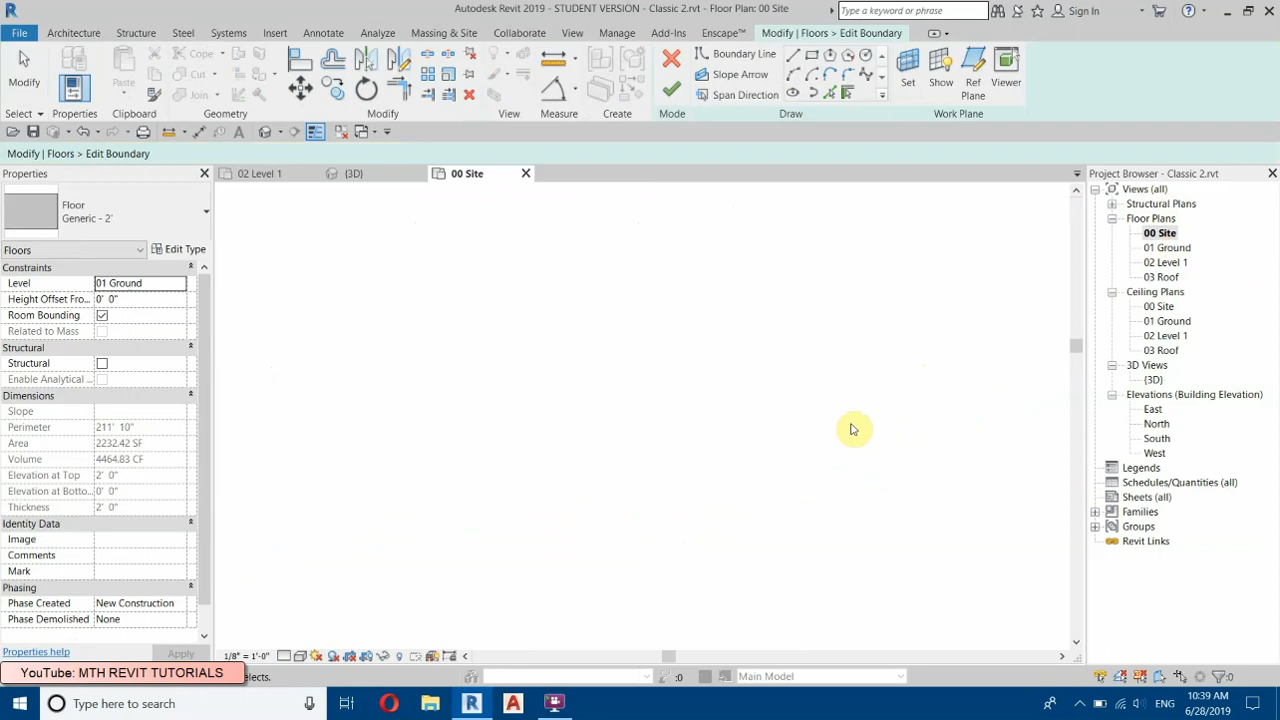 Autodesk Revit 2019 - STUDENT VERSION - Classic 2.rvt - Floor Plan: 00 Site
Type a keyword or phrase
Sign In
File
Architecture
Structure
Steel
Systems
Insert
Annotate
Analyze
Massing & Site
Collaborate
View
Manage
Add-Ins
Enscape™
Modify | Floors > Edit Boundary
Modify
Paste
Cope
Cut
Join
Boundary Line
Slope Arrow
Span Direction
Set
Show
Ref
Plane
Viewer
Select
Properties
Clipboard
Geometry
Modify
View
Measure
Create
Mode
Draw
Work Plane
Modify | Floors > Edit Boundary
Properties
02 Level 1
{3D}
00 Site
Project Browser - Classic 2.rvt
Floor
Generic - 2'
Floors
Edit Type
Constraints
Level 01 Ground
Height Offset Fro... 0' 0"
Room Bounding
Related to Mass
Structural
Structural
Enable Analytical ...
Dimensions
Slope
Perimeter 211' 10"
Area 2232.42 SF
Volume 4464.83 CF
Elevation at Top 2' 0"
Elevation at Botto... 0' 0"
Thickness 2' 0"
Identity Data
Image
Comments
Mark
Phasing
Phase Created New Construction
Phase Demolished None
Properties help
Apply
Views (all)
Structural Plans
Floor Plans
00 Site
01 Ground
02 Level 1
03 Roof
Ceiling Plans
00 Site
01 Ground
02 Level 1
03 Roof
3D Views
{3D}
Elevations (Building Elevation)
East
North
South
West
Legends
Schedules/Quantities (all)
Sheets (all)
Families
Groups
Revit Links
1/8" = 1'-0"
YouTube: MTH REVIT TUTORIALS
elects.
:0
Main Model
:0
Type here to search
ENG
10:39 AM
6/28/2019